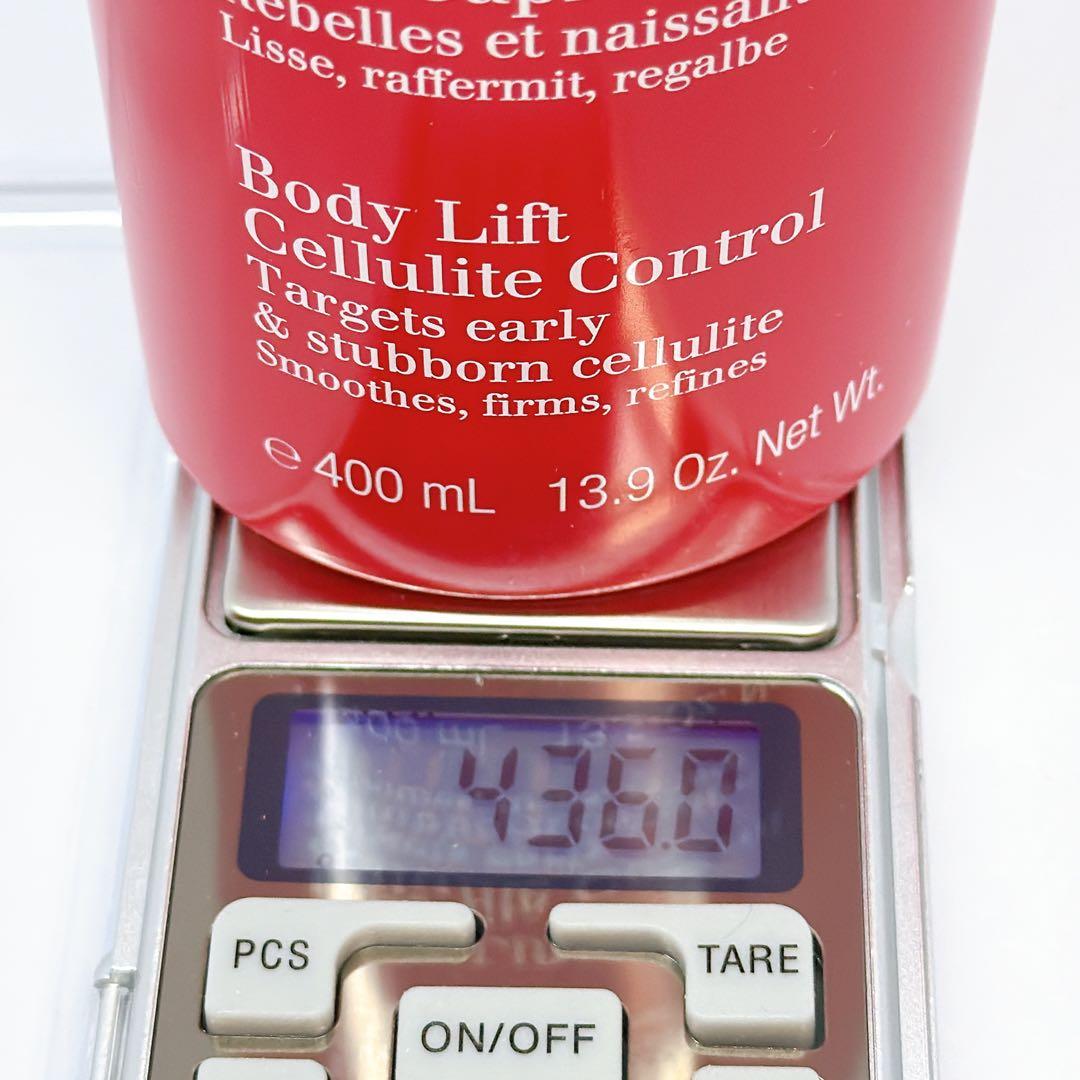 Rebelles et naissant
Lisse, raffermit, regalbe
Body Lift
Cellulite Control
Targets early
& stubborn cellulite
Smoothes, firms, refines
℮ 400 mL 13.9 Oz. Net Wt.
436.0
PCS
TARE
ON/OFF